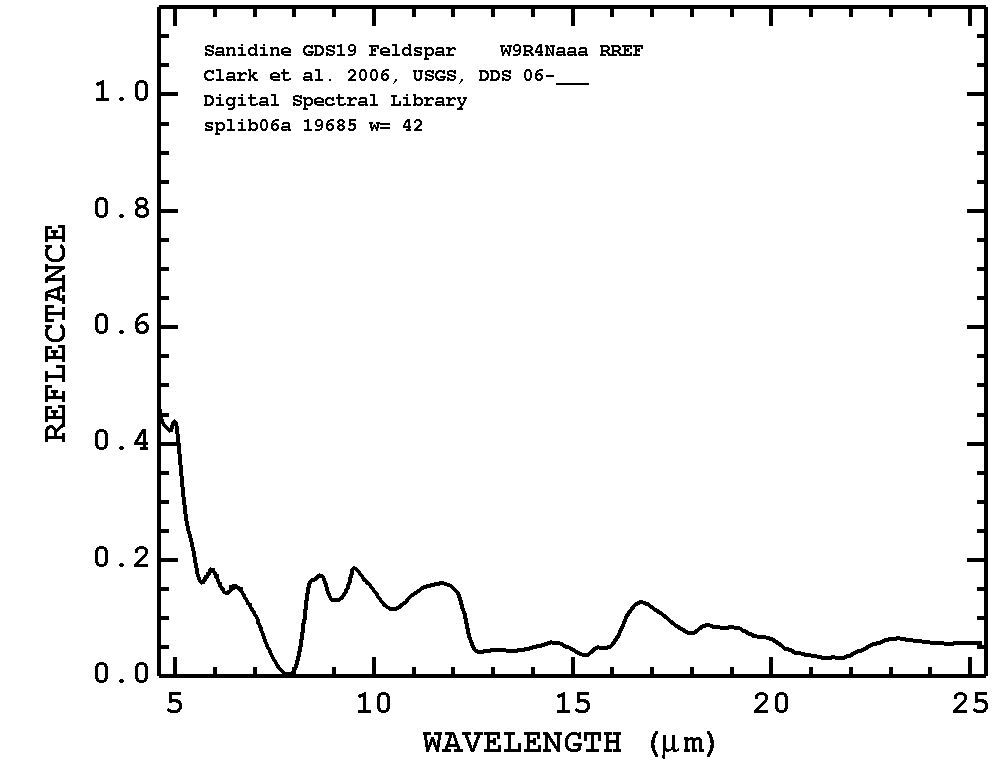 Sanidine GDS19 Feldspar W9R4Naaa RREF
Clark et al. 2006, USGS, DDS 06-___
Digital Spectral Library
splib06a 19685 w= 42
REFLECTANCE
1.0
0.8
0.6
0.4
0.2
0.0
5 10 15 20 25
WAVELENGTH (μm)